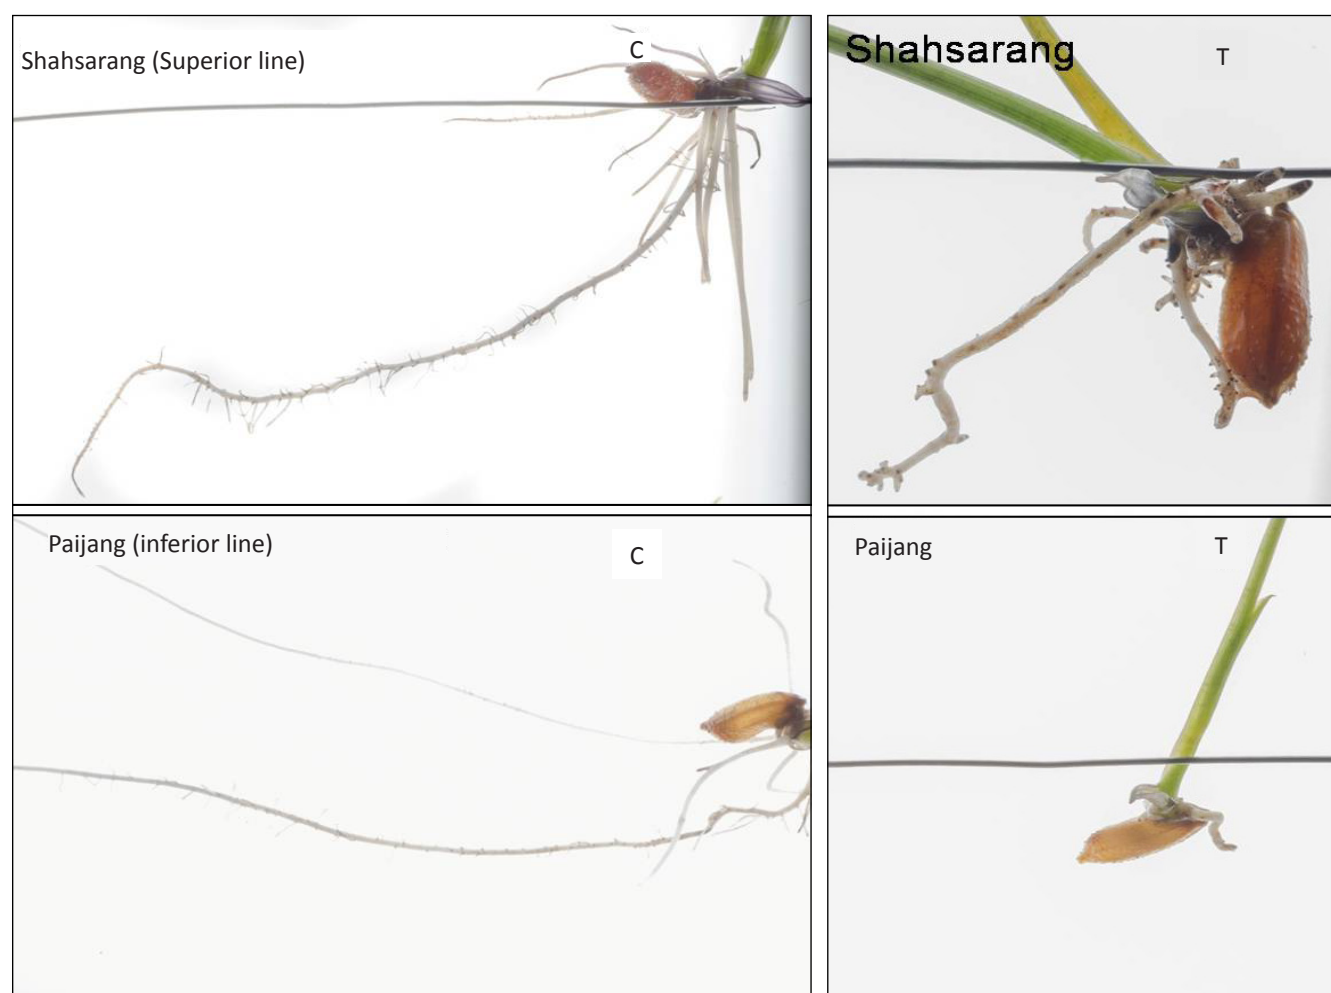 Shahsarang (Superior line)
C
Shahsarang
T
Paijang (inferior line)
C
Paijang
T